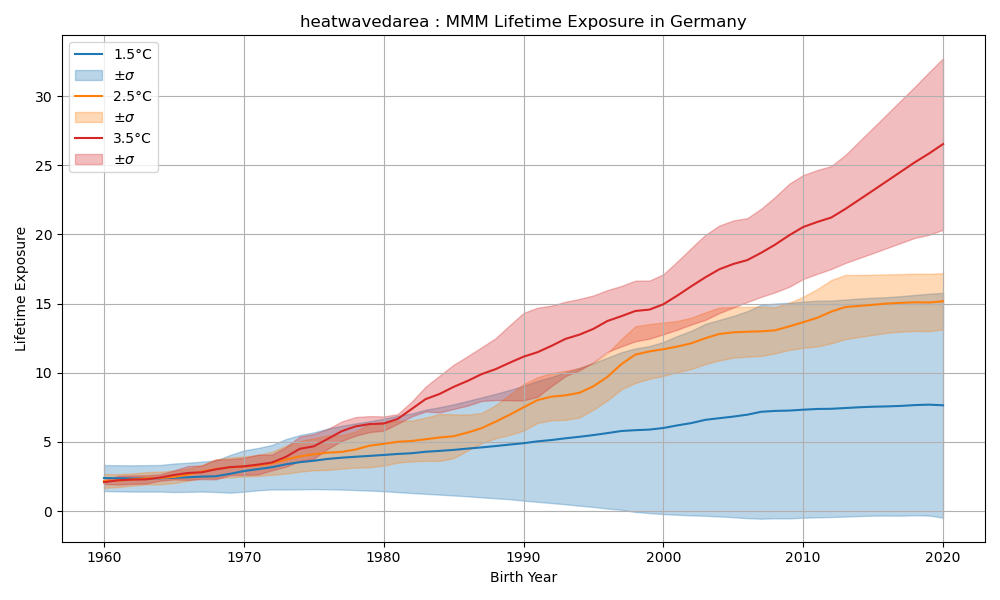 heatwavedarea : MMM Lifetime Exposure in Germany
1.5°C
±σ
2.5°C
±σ
3.5°C
±σ
Lifetime Exposure
30
25
20
15
10
5
0
1960 1970 1980 1990 2000 2010 2020
Birth Year